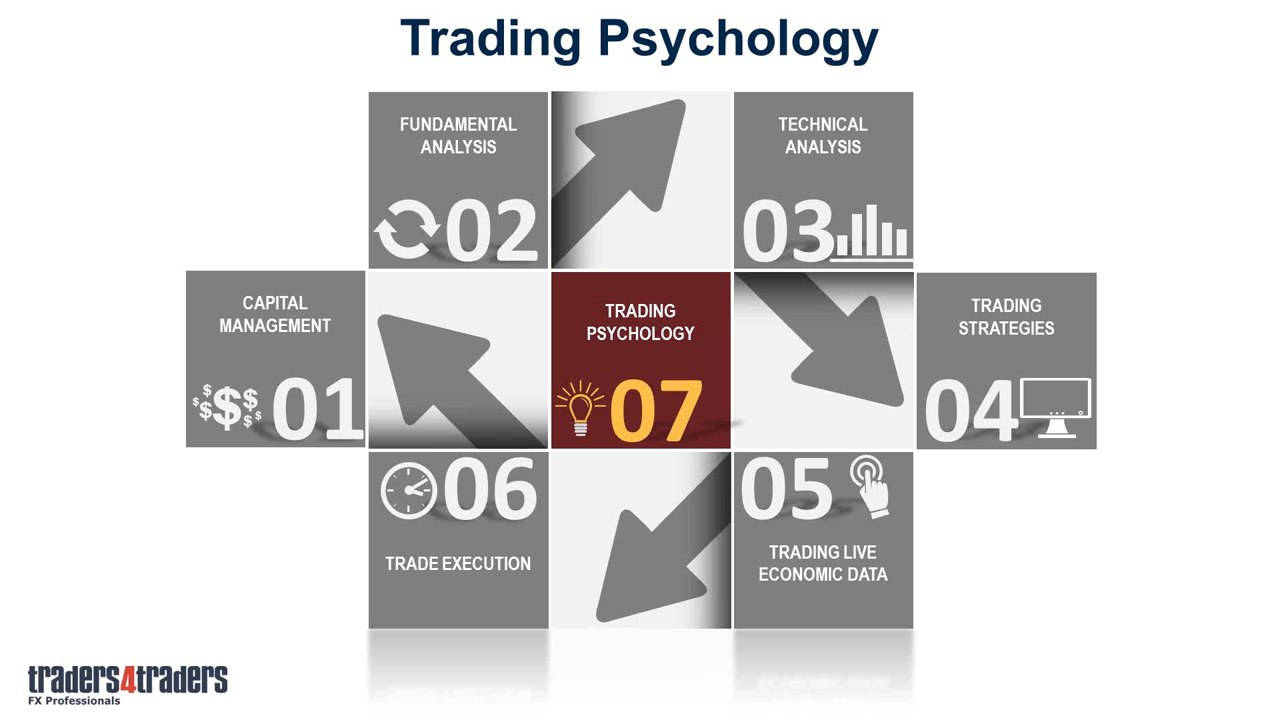 Trading Psychology
FUNDAMENTAL
ANALYSIS
02
TECHNICAL
ANALYSIS
03
CAPITAL
MANAGEMENT
$ $ $ $ $ $ $
01
TRADING
PSYCHOLOGY
07
TRADING
STRATEGIES
04
06
TRADE EXECUTION
05
TRADING LIVE
ECONOMIC DATA
traders4traders
FX Professionals